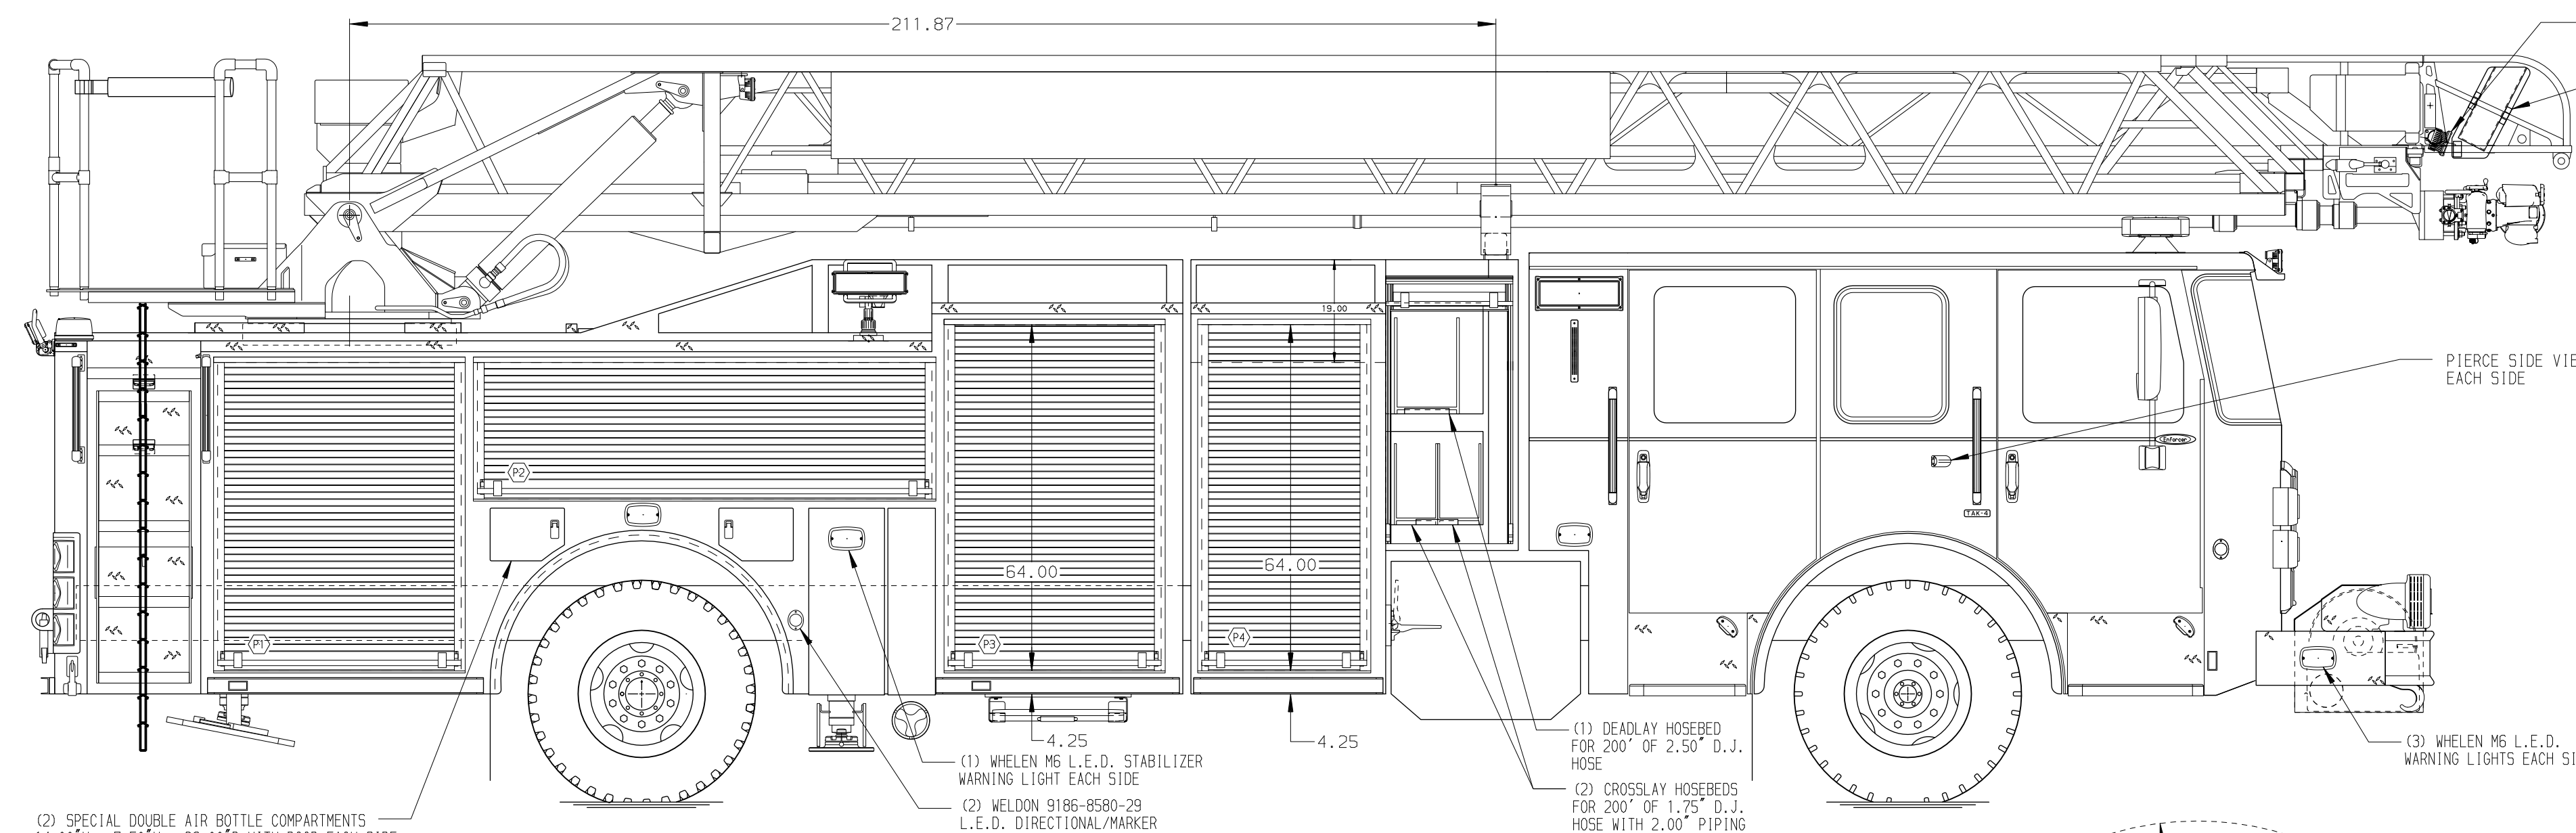 211.87
19.00
PIERCE SIDE
EACH SIDE
Enforcer
P2
TAK-4
64.00
64.00
P1
P3
P4
4.25
4.25
(1) DEADLAY HOSEBED
FOR 200' OF 2.50" D.J.
HOSE
(1) WHELEN M6 L.E.D. STABILIZER
WARNING LIGHT EACH SIDE
(3) WHELEN M6 L.E.D.
WARNING LIGHTS EACH
(2) CROSSLAY HOSEBEDS
FOR 200' OF 1.75" D.J.
HOSE WITH 2.00" PIPING
(2) WELDON 9186-8580-29
L.E.D. DIRECTIONAL/MARKER
(2) SPECIAL DOUBLE AIR BOTTLE COMPARTMENTS